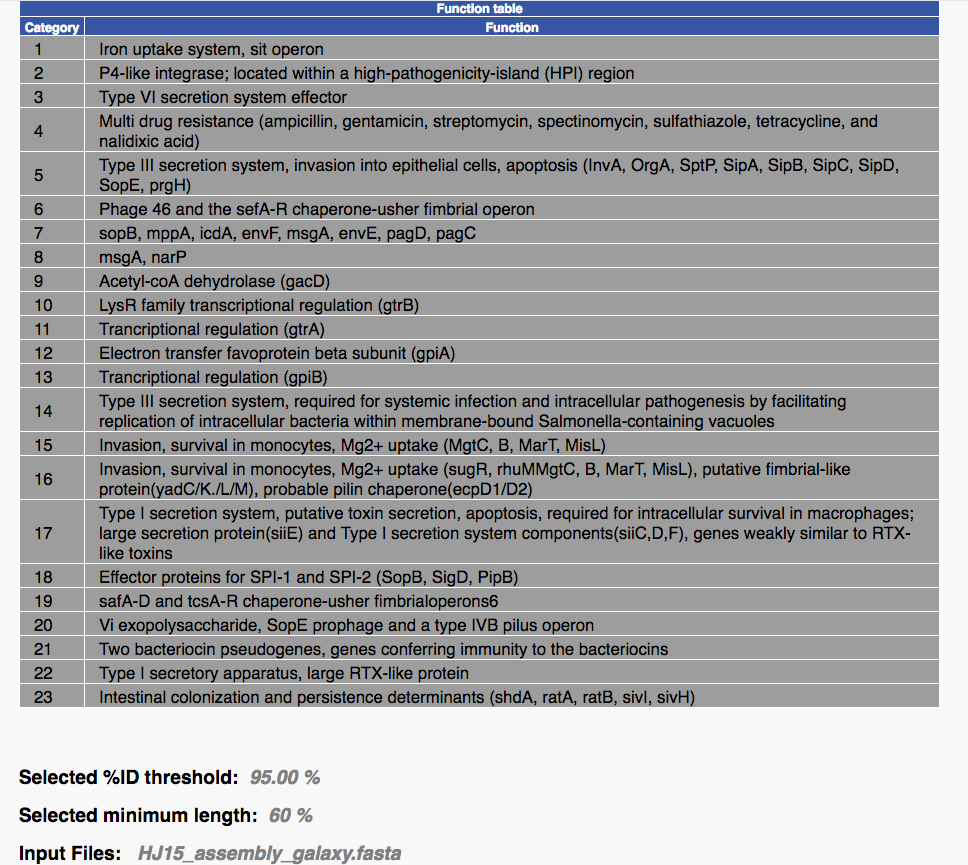 Function table
Category Function
1 Iron uptake system, sit operon
2 P4-like integrase; located within a high-pathogenicity-island (HPI) region
3 Type VI secretion system effector
4 Multi drug resistance (ampicillin, gentamicin, streptomycin, spectinomycin, sulfathiazole, tetracycline, and
nalidixic acid)
5 Type III secretion system, invasion into epithelial cells, apoptosis (InvA, OrgA, SptP, SipA, SipB, SipC, SipD,
SopE, prgH)
6 Phage 46 and the sefA-R chaperone-usher fimbrial operon
7 sopB, mppA, icdA, envF, msgA, envE, pagD, pagC
8 msgA, narP
9 Acetyl-coA dehydrolase (gacD)
10 LysR family transcriptional regulation (gtrB)
11 Trancriptional regulation (gtrA)
12 Electron transfer favoprotein beta subunit (gpiA)
13 Trancriptional regulation (gpiB)
14 Type III secretion system, required for systemic infection and intracellular pathogenesis by facilitating
replication of intracellular bacteria within membrane-bound Salmonella-containing vacuoles
15 Invasion, survival in monocytes, Mg2+ uptake (MgtC, B, MarT, MisL)
16 Invasion, survival in monocytes, Mg2+ uptake (sugR, rhuMMgtC, B, MarT, MisL), putative fimbrial-like
protein(yadC/K./L/M), probable pilin chaperone(ecpD1/D2)
17 Type I secretion system, putative toxin secretion, apoptosis, required for intracellular survival in macrophages;
large secretion protein(siiE) and Type I secretion system components(siiC,D,F), genes weakly similar to RTX-
like toxins
18 Effector proteins for SPI-1 and SPI-2 (SopB, SigD, PipB)
19 safA-D and tcsA-R chaperone-usher fimbrialoperons6
20 Vi exopolysaccharide, SopE prophage and a type IVB pilus operon
21 Two bacteriocin pseudogenes, genes conferring immunity to the bacteriocins
22 Type I secretory apparatus, large RTX-like protein
23 Intestinal colonization and persistence determinants (shdA, ratA, ratB, sivI, sivH)
Selected %ID threshold: 95.00 %
Selected minimum length: 60 %
Input Files: HJ15_assembly_galaxy.fasta